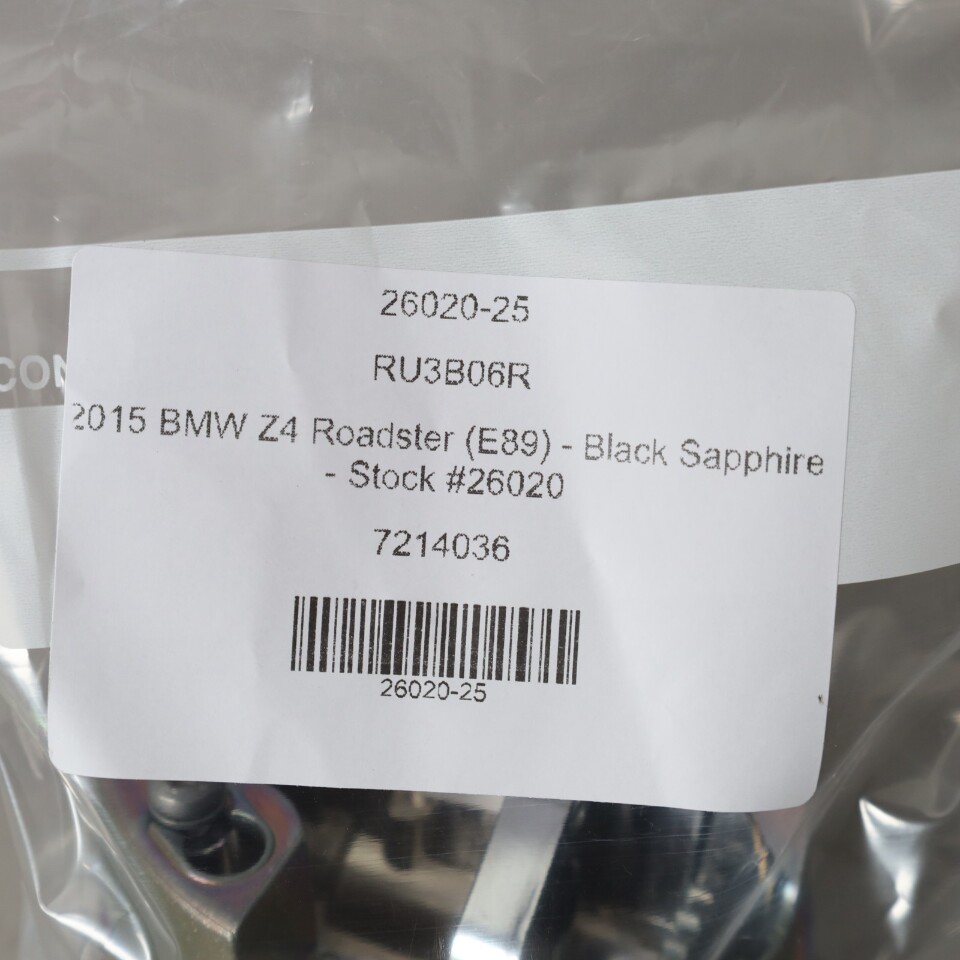 26020-25
RU3B06R
2015 BMW Z4 Roadster (E89) - Black Sapphire
- Stock #26020
7214036
26020-25